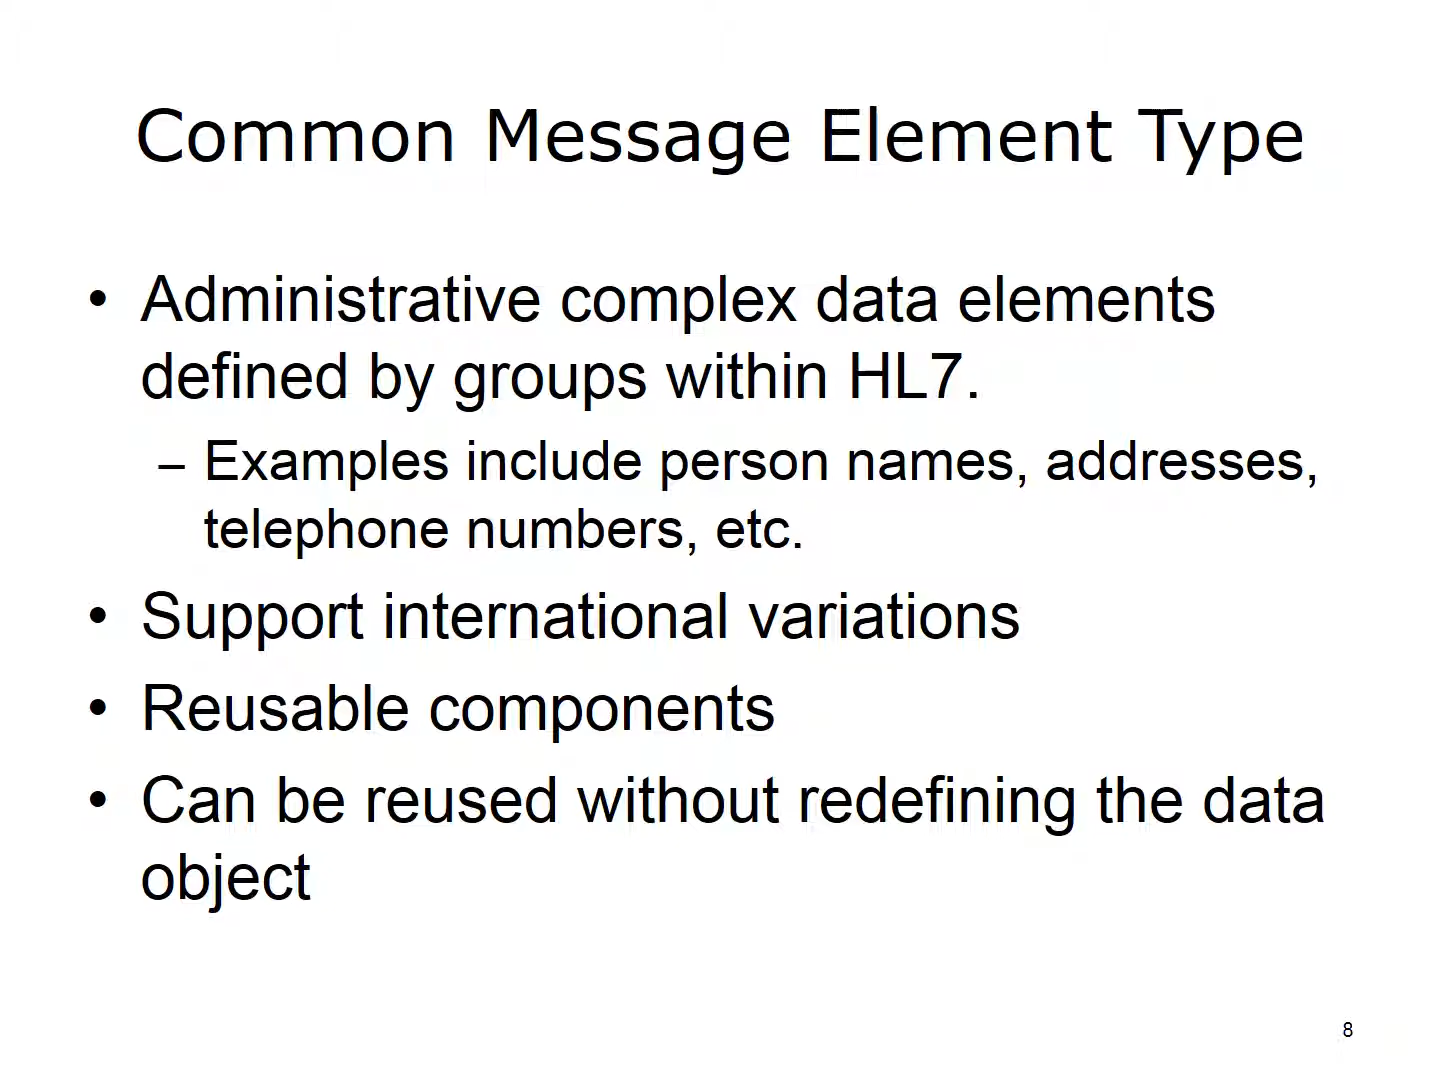 Common Message Element Type
• Administrative complex data elements
defined by groups within HL7.
– Examples include person names, addresses,
telephone numbers, etc.
• Support international variations
• Reusable components
• Can be reused without redefining the data
object
8